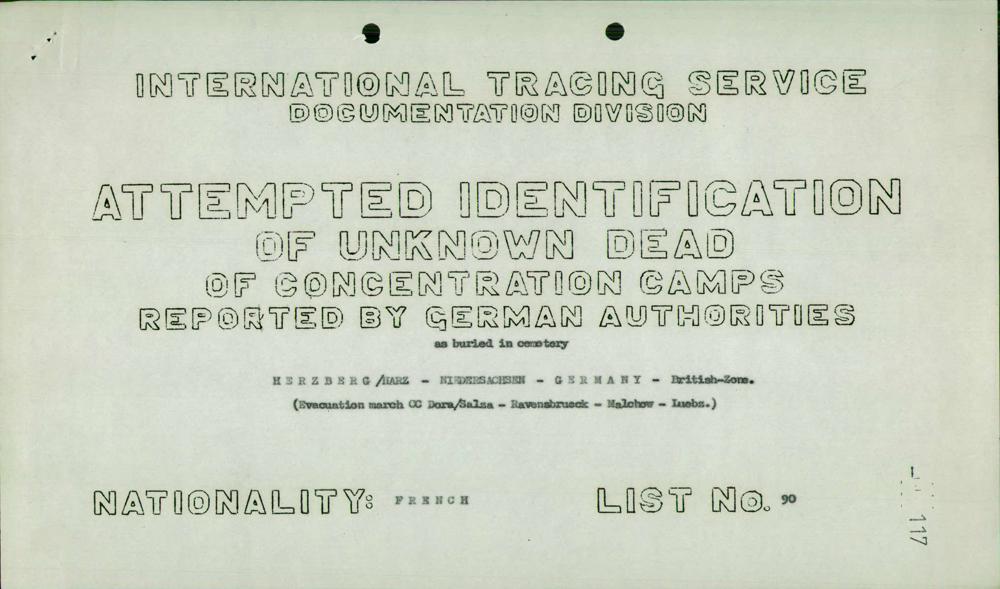 INTERNATIONAL TRACING SERVICE
DOCUMENTATION DIVISION
ATTEMPTED IDENTIFICATION
OF UNKNOWN DEAD
OF CONCENTRATION CAMPS
REPORTED BY GERMAN AUTHORITIES
as buried in cemetery
HERZBERG/HARZ - NIEDERSACHSEN - GERMANY - British-Zone.
(Evacuation march CC Dora/Salza - Ravensbrueck - Malchow - Luebz.)
NATIONALITY: FRENCH LIST No. 90
117